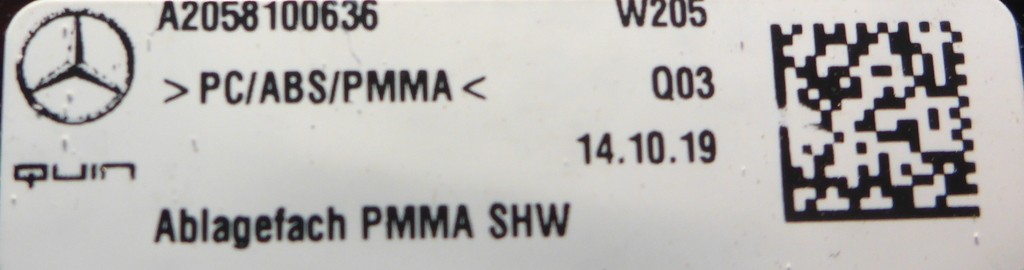 A2058100636 W205
>PC/ABS/PMMA< Q03
14.10.19
QUIN
Ablagefach PMMA SHW